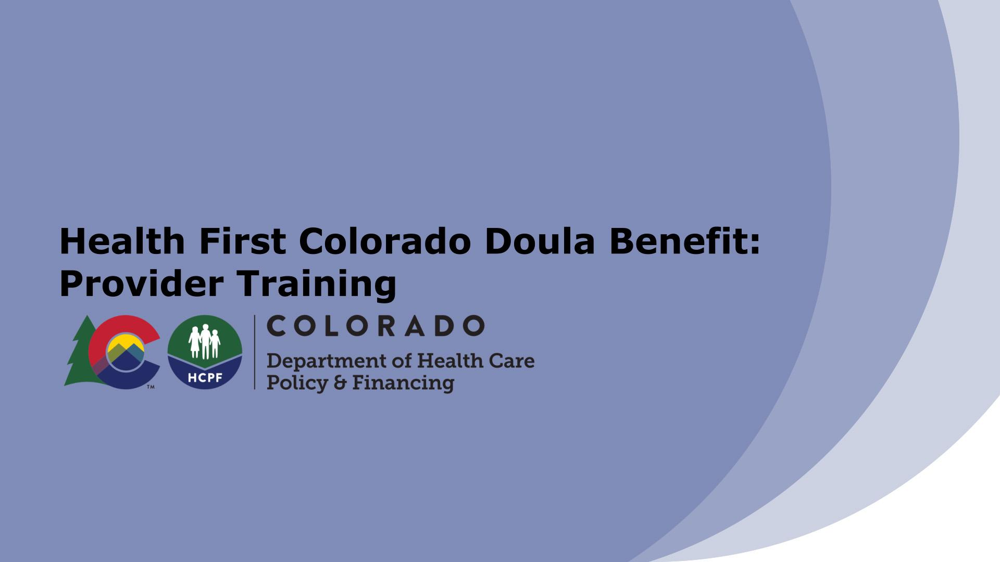 Health First Colorado Doula Benefit:
Provider Training
COLORADO
Department of Health Care
Policy & Financing
HCPF
TM